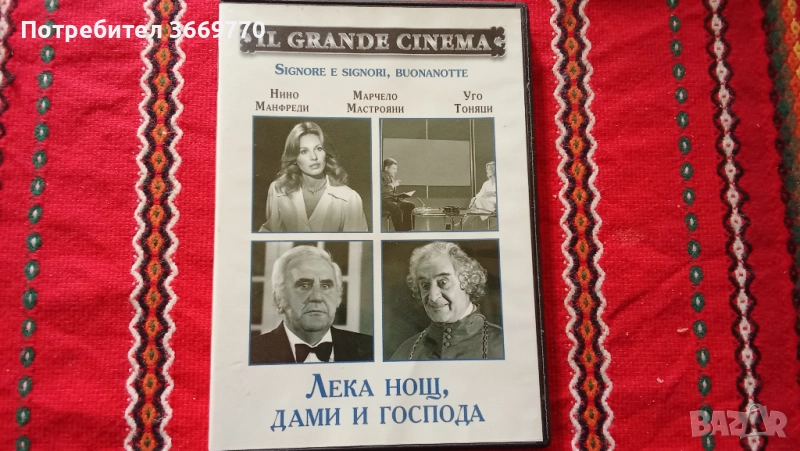 Потребител 3669770
IL GRANDE CINEMA
SIGNORE E SIGNORI, BUONANOTTE
НИНО МАНФРЕДИ
МАРЧЕЛО МАСТРОЯНИ
УГО ТОНЯЦИ
ЛЕКА НОЩ,
ДАМИ И ГОСПОДА
BAZAR